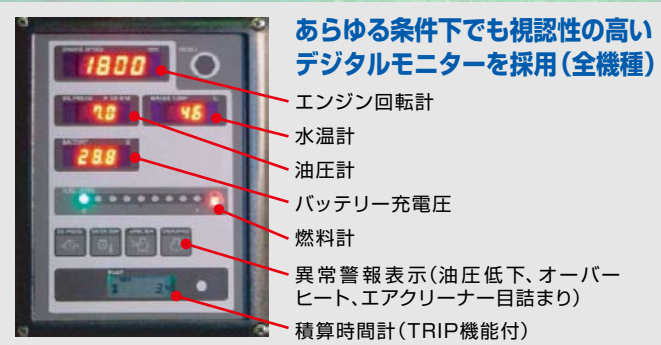 あらゆる条件下でも視認性の高い
デジタルモニターを採用(全機種)
エンジン回転計
水温計
油圧計
バッテリー充電圧
燃料計
異常警報表示(油圧低下、オーバー
ヒート、エアクリーナー目詰まり)
積算時間計(TRIP機能付)
ENGINE SPEED
1800
7.0
46
BATTERY
28.8